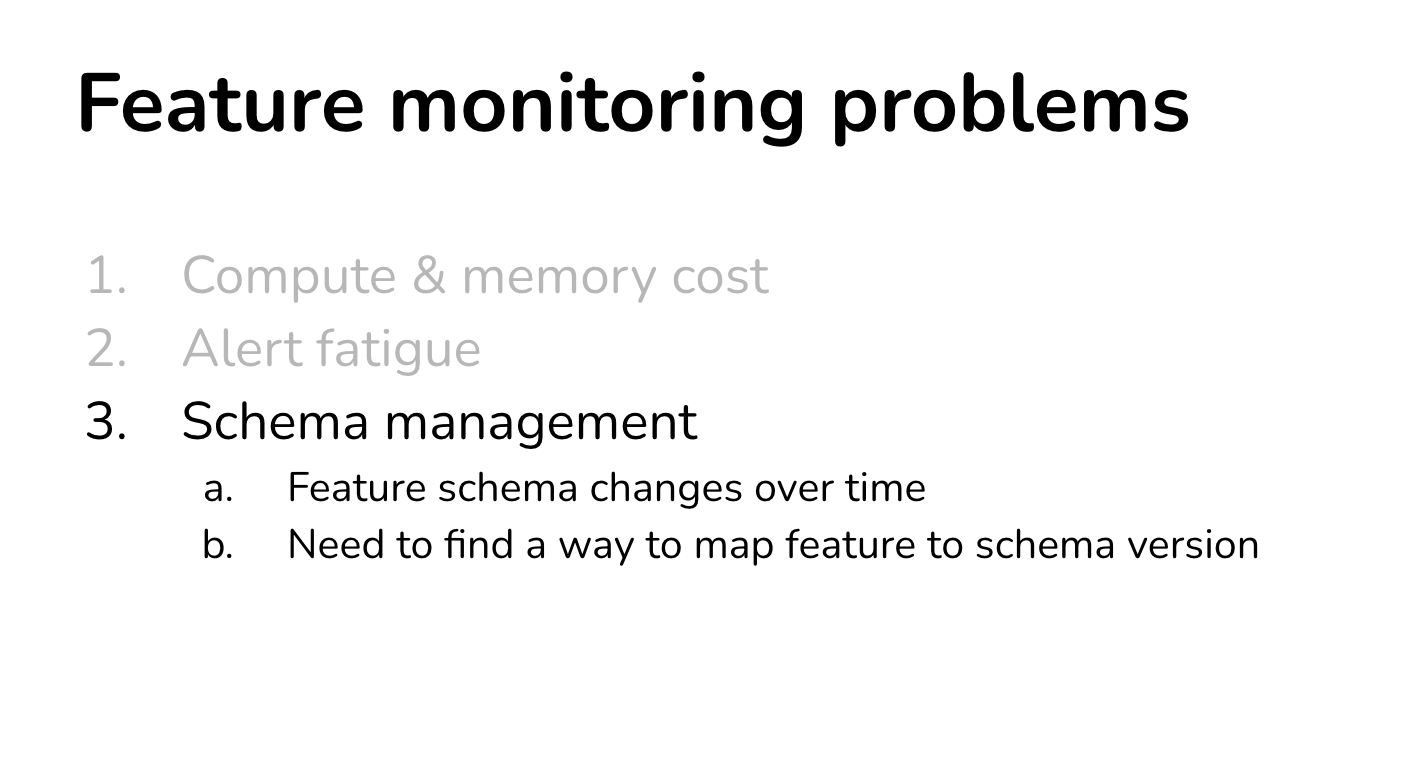 Feature monitoring problems
1. Compute & memory cost
2. Alert fatigue
3. Schema management
a. Feature schema changes over time
b. Need to find a way to map feature to schema version